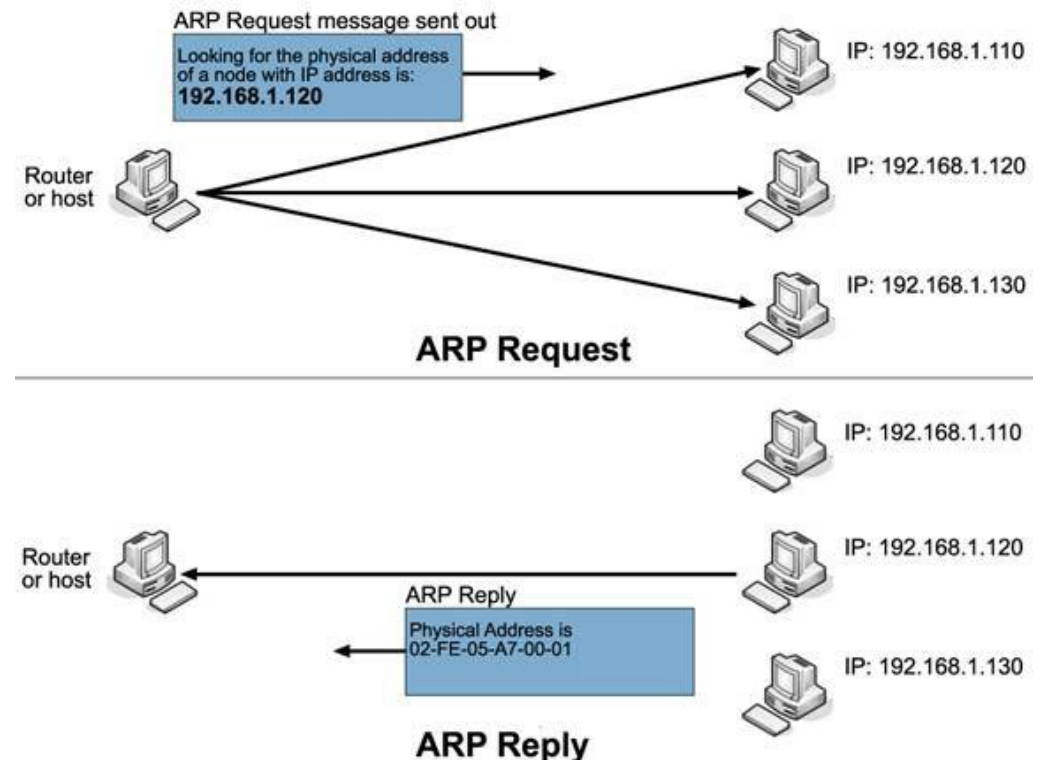 ARP Request message sent out
Looking for the physical address
of a node with IP address is:
192.168.1.120
IP: 192.168.1.110
Router
or host
IP: 192.168.1.120
IP: 192.168.1.130
ARP Request
IP: 192.168.1.110
Router
or host
IP: 192.168.1.120
ARP Reply
Physical Address is
02-FE-05-A7-00-01
IP: 192.168.1.130
ARP Reply